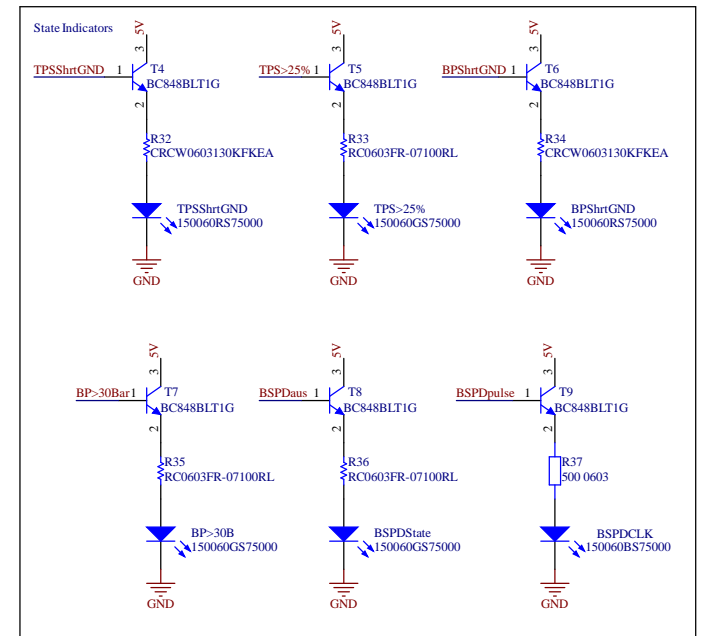 State Indicators
5V
3
TPSShrtGND 1
T4
BC848BLT1G
2
R32
CRCW0603130KFKEA
TPSShrtGND
150060RS75000
GND
5V
3
TPS>25% 1
T5
BC848BLT1G
2
R33
RC0603FR-07100RL
TPS>25%
150060GS75000
GND
5V
3
BPShrtGND 1
T6
BC848BLT1G
2
R34
CRCW0603130KFKEA
BPShrtGND
150060RS75000
GND
5V
3
BP>30Bar 1
T7
BC848BLT1G
2
R35
RC0603FR-07100RL
BP>30B
150060GS75000
GND
5V
3
BSPDaus 1
T8
BC848BLT1G
2
R36
RC0603FR-07100RL
BSPDState
150060GS75000
GND
5V
3
BSPDpulse 1
T9
BC848BLT1G
2
R37
500 0603
BSPDCLK
150060BS75000
GND